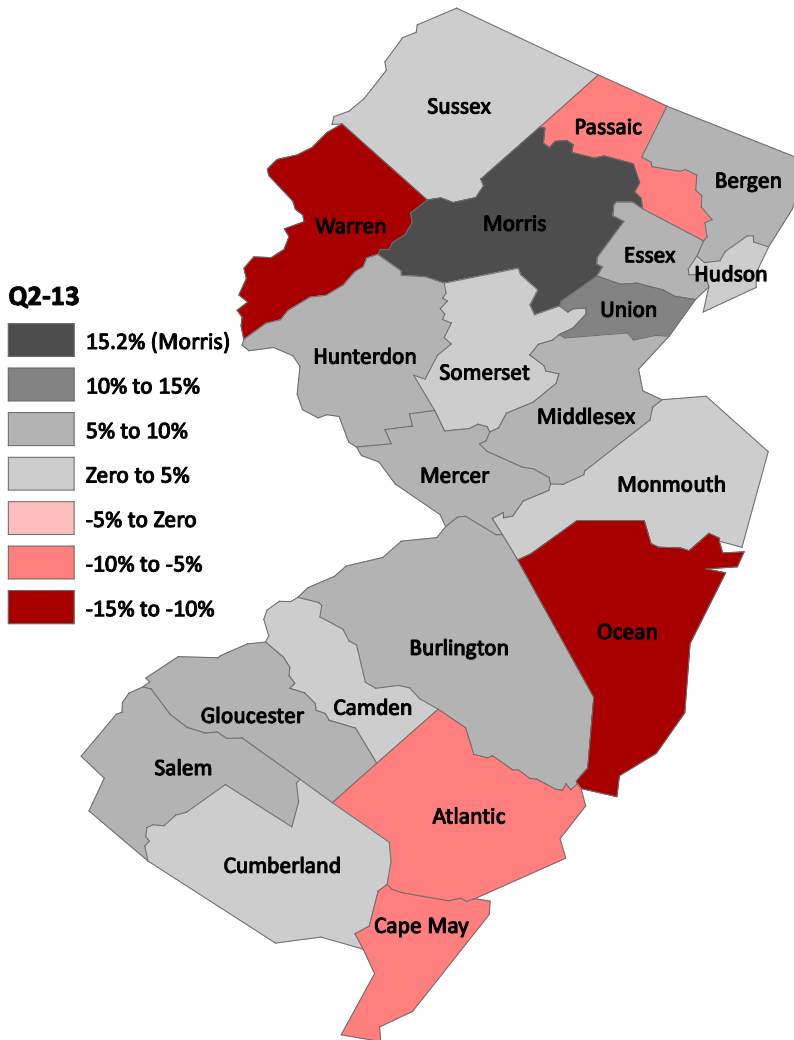 Sussex
Passaic
Bergen
Warren
Morris
Essex
Hudson
Q2-13
15.2% (Morris)
10% to 15%
5% to 10%
Zero to 5%
-5% to Zero
-10% to -5%
-15% to -10%
Union
Hunterdon
Somerset
Middlesex
Mercer
Monmouth
Ocean
Burlington
Camden
Gloucester
Salem
Atlantic
Cumberland
Cape May